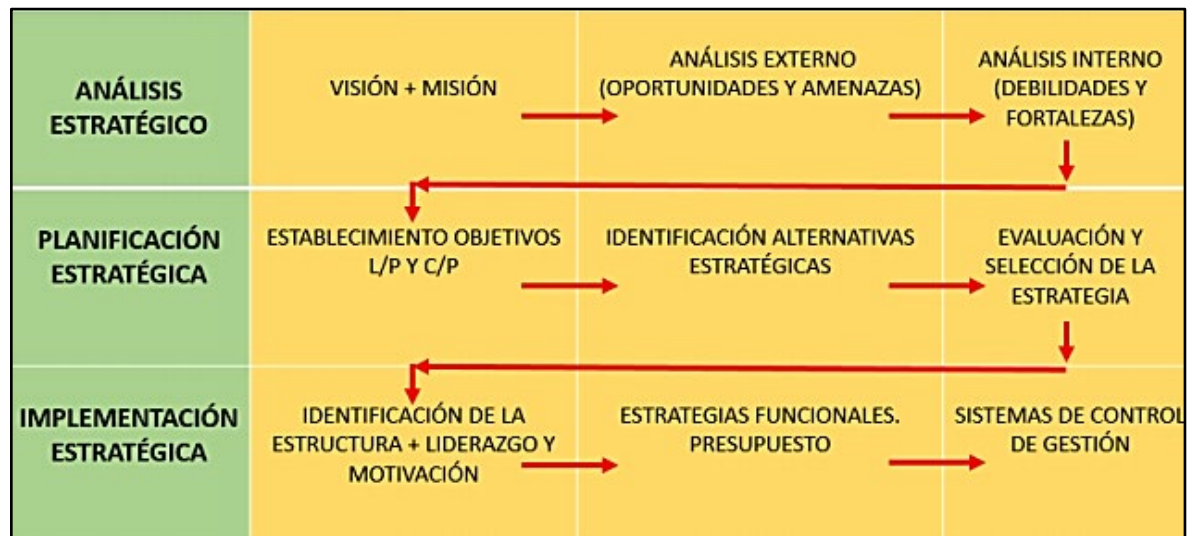 ANÁLISIS
ESTRATÉGICO
VISIÓN + MISIÓN
ANÁLISIS EXTERNO
(OPORTUNIDADES Y AMENAZAS)
ANÁLISIS INTERNO
(DEBILIDADES Y
FORTALEZAS)
PLANIFICACIÓN
ESTRATÉGICA
ESTABLECIMIENTO OBJETIVOS
L/P Y C/P
IDENTIFICACIÓN ALTERNATIVAS
ESTRATÉGICAS
EVALUACIÓN Y
SELECCIÓN DE LA
ESTRATEGIA
IMPLEMENTACIÓN
ESTRATÉGICA
IDENTIFICACIÓN DE LA
ESTRUCTURA + LIDERAZGO Y
MOTIVACIÓN
ESTRATEGIAS FUNCIONALES.
PRESUPUESTO
SISTEMAS DE CONTROL
DE GESTIÓN